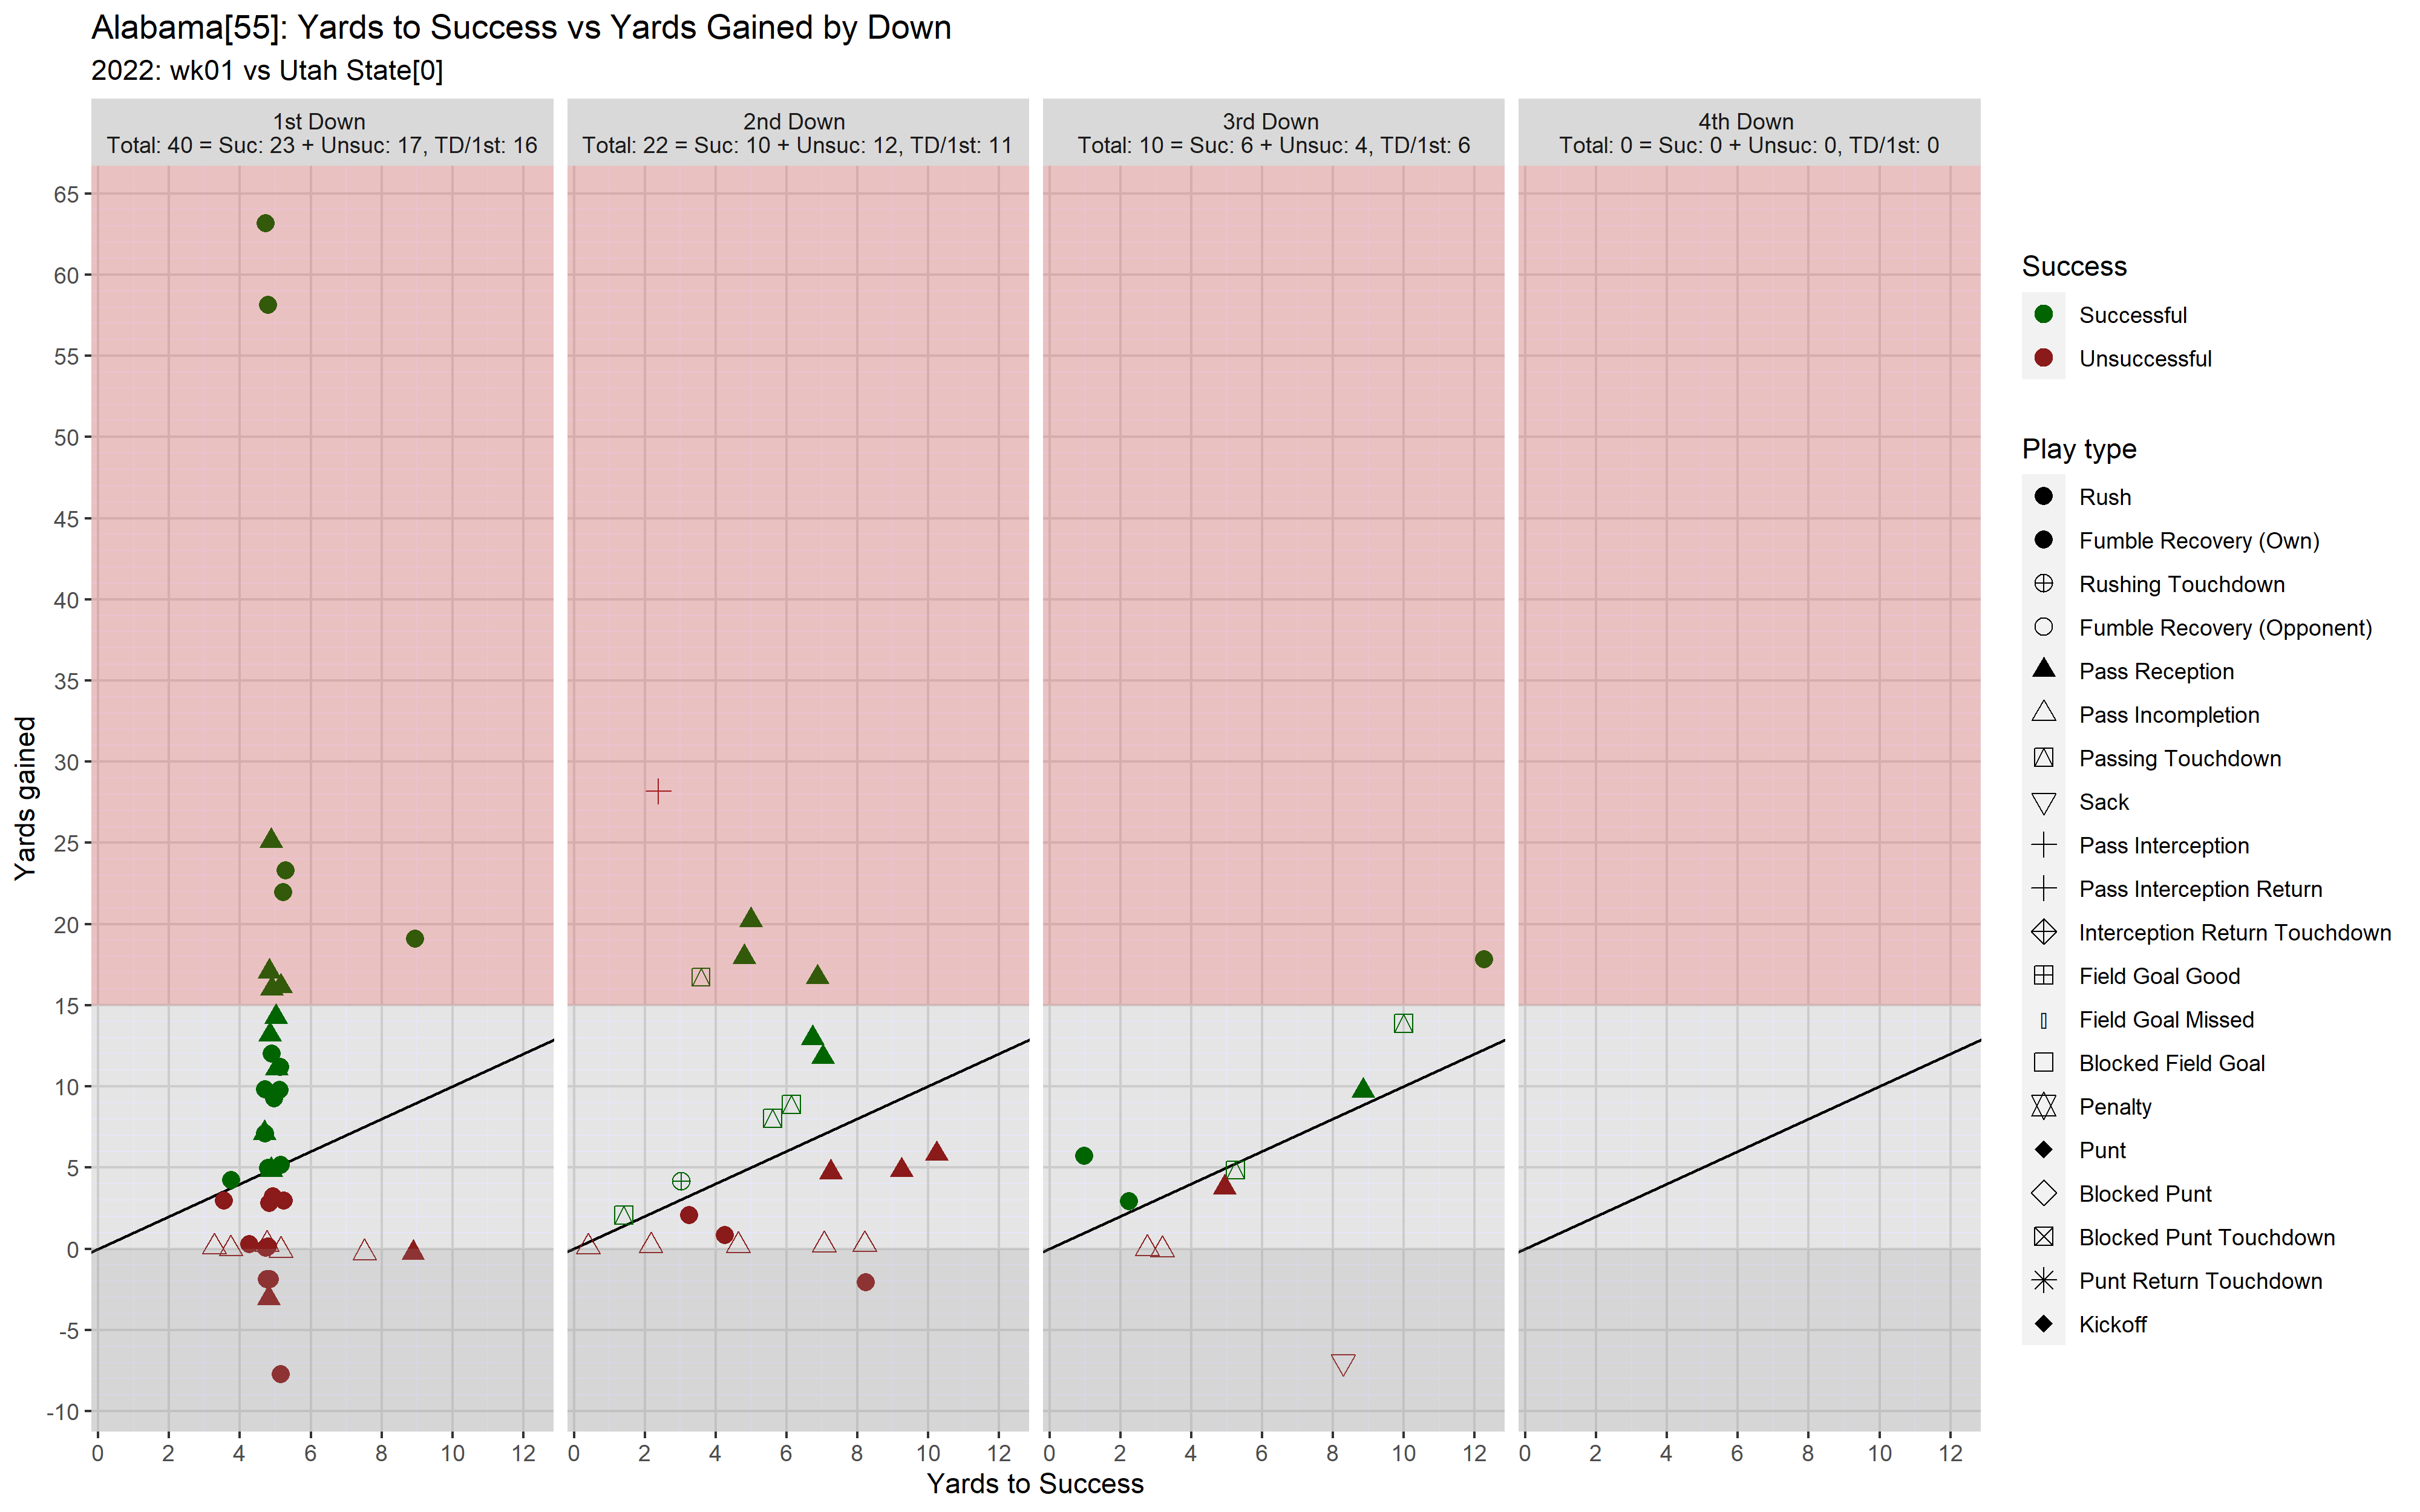 Alabama[55]: Yards to Success vs Yards Gained by Down
2022: wk01 vs Utah State[0]
1st Down
Total: 40 = Suc: 23 + Unsuc: 17, TD/1st: 16
2nd Down
Total: 22 = Suc: 10 + Unsuc: 12, TD/1st: 11
3rd Down
Total: 10 = Suc: 6 + Unsuc: 4, TD/1st: 6
4th Down
Total: 0 = Suc: 0 + Unsuc: 0, TD/1st: 0
Yards gained
65
60
55
50
45
40
35
30
25
20
15
10
5
0
-5
-10
0 2 4 6 8 10 12
0 2 4 6 8 10 12
0 2 4 6 8 10 12
0 2 4 6 8 10 12
Yards to Success
Success
Successful
Unsuccessful
Play type
Rush
Fumble Recovery (Own)
Rushing Touchdown
Fumble Recovery (Opponent)
Pass Reception
Pass Incompletion
Passing Touchdown
Sack
Pass Interception
Pass Interception Return
Interception Return Touchdown
Field Goal Good
Field Goal Missed
Blocked Field Goal
Penalty
Punt
Blocked Punt
Blocked Punt Touchdown
Punt Return Touchdown
Kickoff